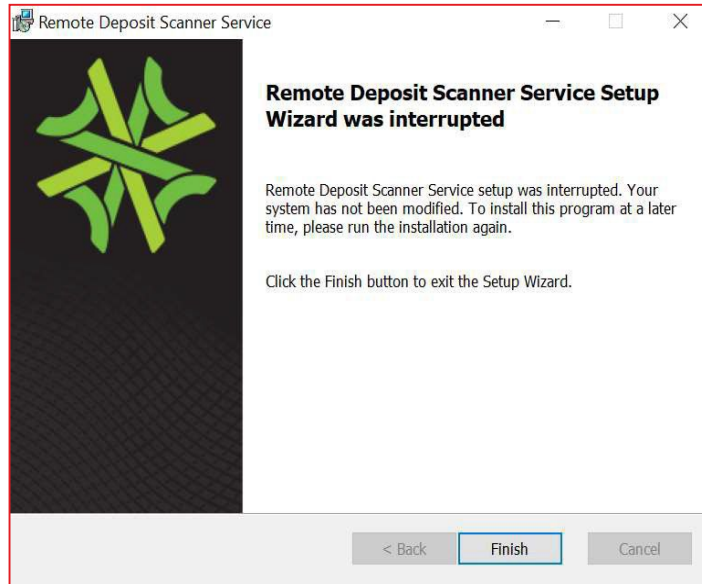 Remote Deposit Scanner Service
Remote Deposit Scanner Service Setup
Wizard was interrupted
Remote Deposit Scanner Service setup was interrupted. Your
system has not been modified. To install this program at a later
time, please run the installation again.
Click the Finish button to exit the Setup Wizard.
< Back Finish Cancel